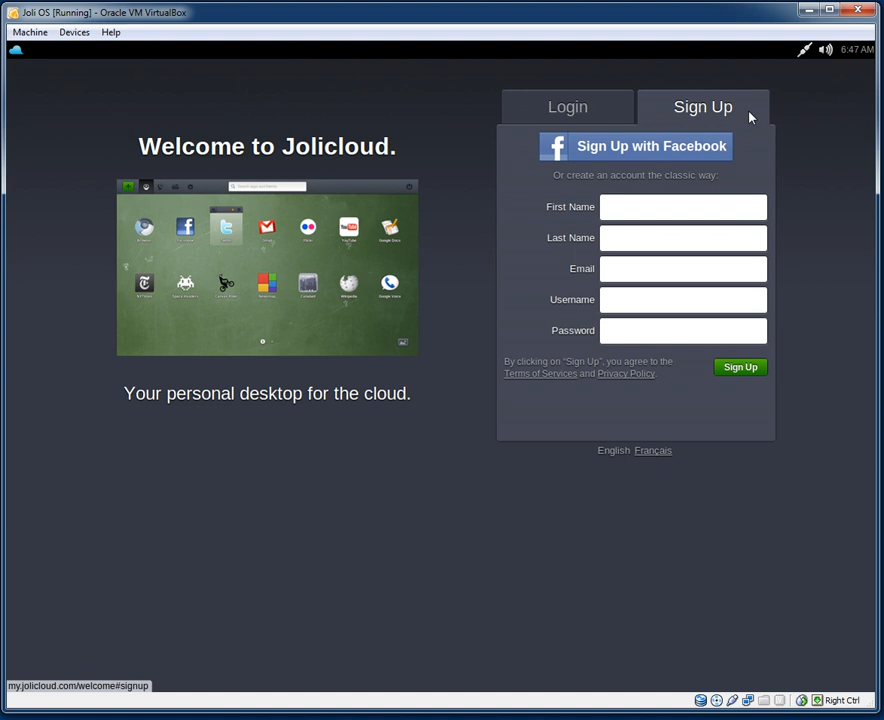 Joli OS [Running] - Oracle VM VirtualBox
Machine Devices Help
6:47 AM
Login
Sign Up
Welcome to Jolicloud.
Sign Up with Facebook
Or create an account the classic way:
First Name
Last Name
Email
Username
Password
By clicking on “Sign Up”, you agree to the
Terms of Services and Privacy Policy.
Sign Up
Your personal desktop for the cloud.
English Français
my.jolicloud.com/welcome#signup
Right Ctrl